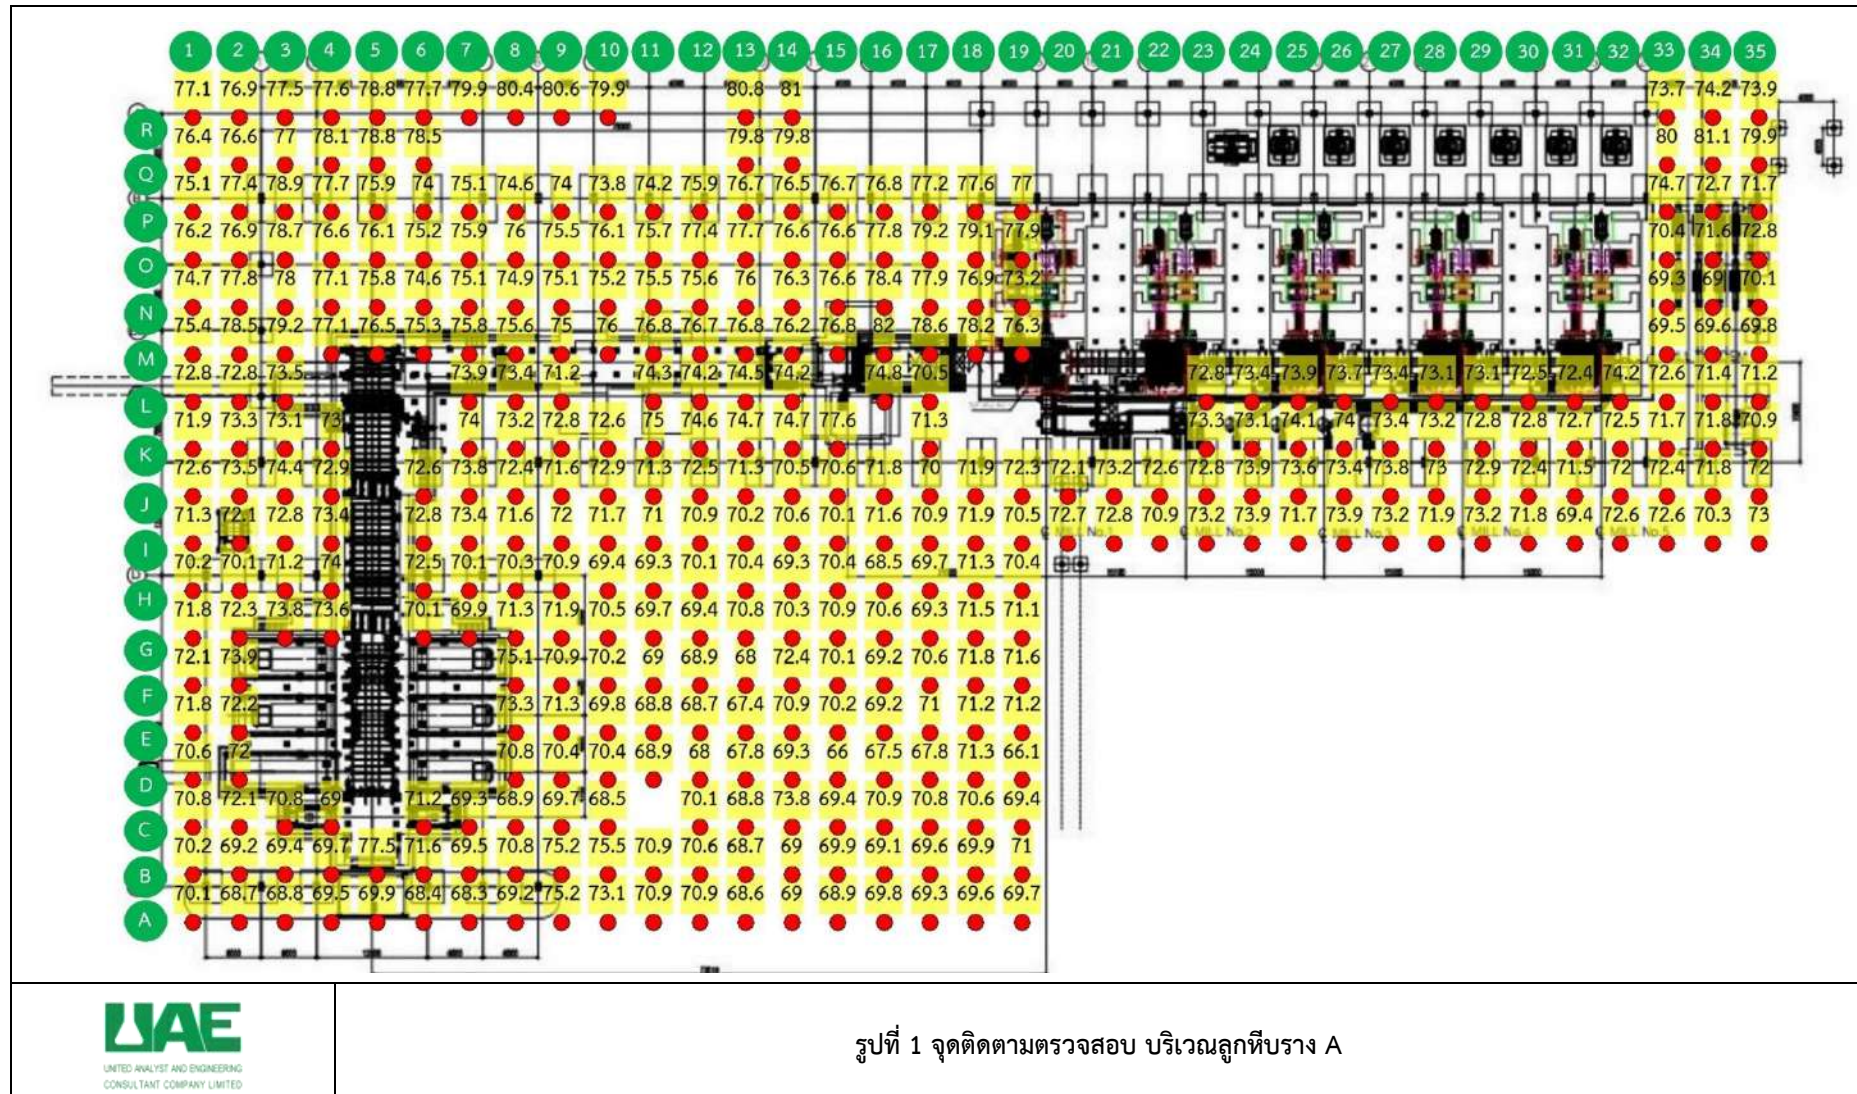 1 2 3 4 5 6 7 8 9 10 11 12 13 14 15 16 17 18 19 20 21 22 23 24 25 26 27 28 29 30 31 32 33 34 35
77.1 76.9 77.5 77.6 78.8 77.7 79.9 80.4 80.6 79.9 80.8 81 73.7 74.2 73.9
R 76.4 76.6 77 78.1 78.8 78.5 79.8 79.8 80 81.1 79.9
Q 75.1 77.4 78.9 77.7 75.9 74 75.1 74.6 74 73.8 74.2 75.9 76.7 76.5 76.7 76.8 77.2 77.6 77 74.7 72.7 71.7
P 76.2 76.9 78.7 76.6 76.1 75.2 75.9 76 75.5 76.1 75.7 77.4 77.7 76.6 76.6 77.8 79.2 79.1 77.9 70.4 71.6 72.8
O 74.7 77.8 78 77.1 75.8 74.6 75.1 74.9 75.1 75.2 75.5 75.6 76 76.3 76.6 78.4 77.9 76.9 73.2 69.3 69 70.1
N 75.4 78.5 79.2 77.1 76.5 75.3 75.8 75.6 75 76 76.8 76.7 76.8 76.2 76.8 82 78.6 78.2 76.3 69.5 69.6 69.8
M 72.8 72.8 73.5 73.9 73.4 71.2 74.3 74.2 74.5 74.2 74.8 70.5 72.8 73.4 73.9 73.7 73.4 73.1 73.1 72.5 72.4 74.2 72.6 71.4 71.2
L 71.9 73.3 73.1 73 74 73.2 72.8 72.6 75 74.6 74.7 74.7 77.6 71.3 73.3 73.1 74.1 74 73.4 73.2 72.8 72.8 72.7 72.5 71.7 71.8 70.9
K 72.6 73.5 74.4 72.9 72.6 73.8 72.4 71.6 72.9 71.3 72.5 71.3 70.5 70.6 71.8 70 71.9 72.3 72.1 73.2 72.6 72.8 73.9 73.6 73.4 73.8 73 72.9 72.4 71.5 72 72.4 71.8 72
J 71.3 72.1 72.8 73.4 72.8 73.4 71.6 72 71.7 71 70.9 70.2 70.6 70.1 71.6 70.9 71.9 70.5 72.7 72.8 70.9 73.2 73.9 71.7 73.9 73.2 71.9 73.2 71.8 69.4 72.6 72.6 70.3 73
MILL No.1 MILL No.2 MILL No.3 MILL No.4 MILL No.5
I 70.2 70.1 71.2 74 72.5 70.1 70.3 70.9 69.4 69.3 70.1 70.4 69.3 70.4 68.5 69.7 71.3 70.4
H 71.8 72.3 73.8 73.6 70.1 69.9 71.3 71.9 70.5 69.7 69.4 70.8 70.3 70.9 70.6 69.3 71.5 71.1
G 72.1 73.9 75.1 70.9 70.2 69 68.9 68 72.4 70.1 69.2 70.6 71.8 71.6
F 71.8 72.2 73.3 71.3 69.8 68.8 68.7 67.4 70.9 70.2 69.2 71 71.2 71.2
E 70.6 72 70.8 70.4 70.4 68.9 68 67.8 69.3 66 67.5 67.8 71.3 66.1
D 70.8 72.1 70.8 69 71.2 69.3 68.9 69.7 68.5 70.1 68.8 73.8 69.4 70.9 70.8 70.6 69.4
C 70.2 69.2 69.4 69.7 77.5 71.6 69.5 70.8 75.2 75.5 70.9 70.6 68.7 69 69.9 69.1 69.6 69.9 71
B 70.1 68.7 68.8 69.5 69.9 68.4 68.3 69.2 75.2 73.1 70.9 70.9 68.6 69 68.9 69.8 69.3 69.6 69.7
A
UAE
UNITED ANALYST AND ENGINEERING
CONSULTANT COMPANY LIMITED
รูปที่ 1 จุดติดตามตรวจสอบ บริเวณลูกหีบราง A